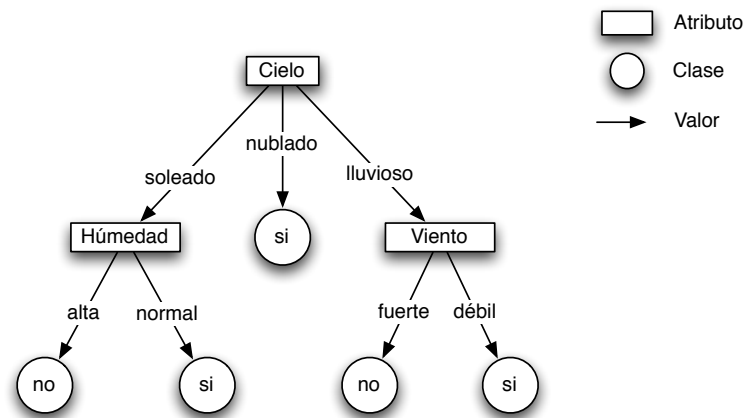 Atributo
Cielo
Clase
Valor
nublado
soleado
lluvioso
Húmedad
si
Viento
alta
normal
fuerte
débil
no
si
no
si